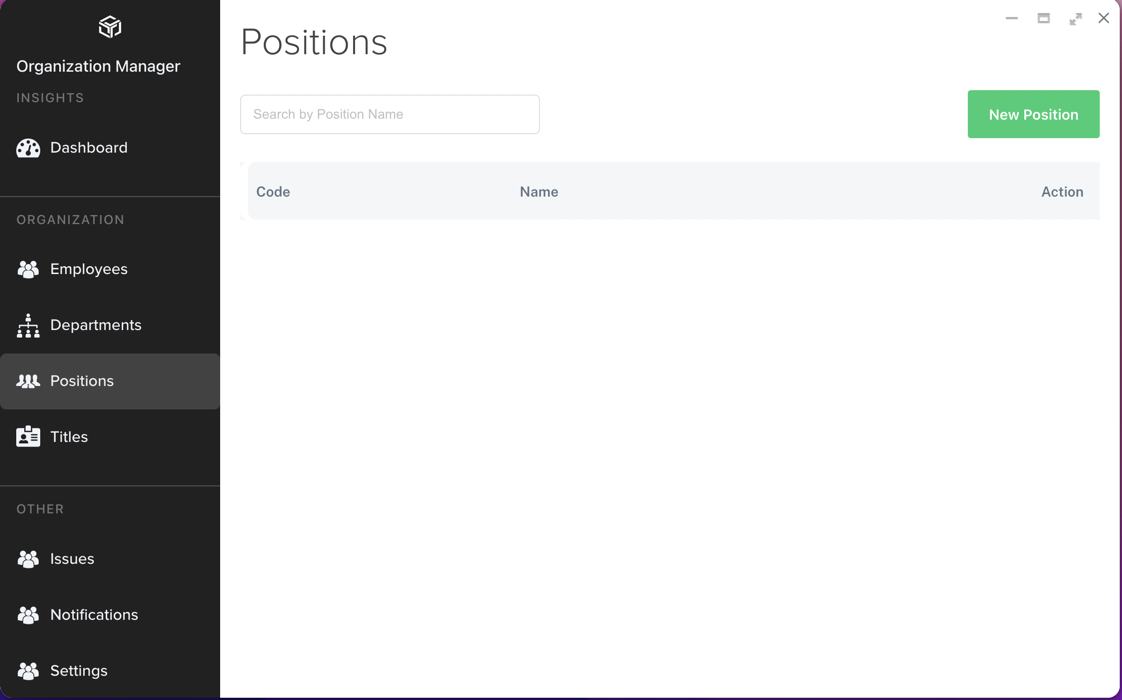 Organization Manager
INSIGHTS
Dashboard
ORGANIZATION
Employees
Departments
Positions
Titles
OTHER
Issues
Notifications
Settings
Positions
Search by Position Name
New Position
Code Name Action